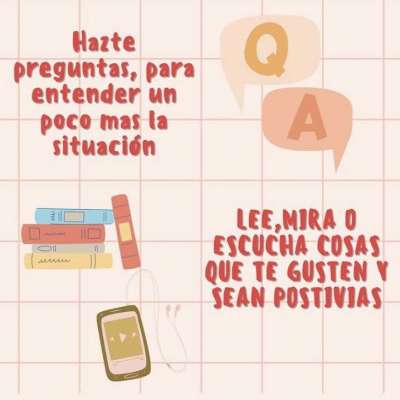 Hazte
preguntas, para
entender un
poco mas la
situación
Q
A
LEE,MIRA O
ESCUCHA COSAS
QUE TE GUSTEN Y
SEAN POSTIVIAS